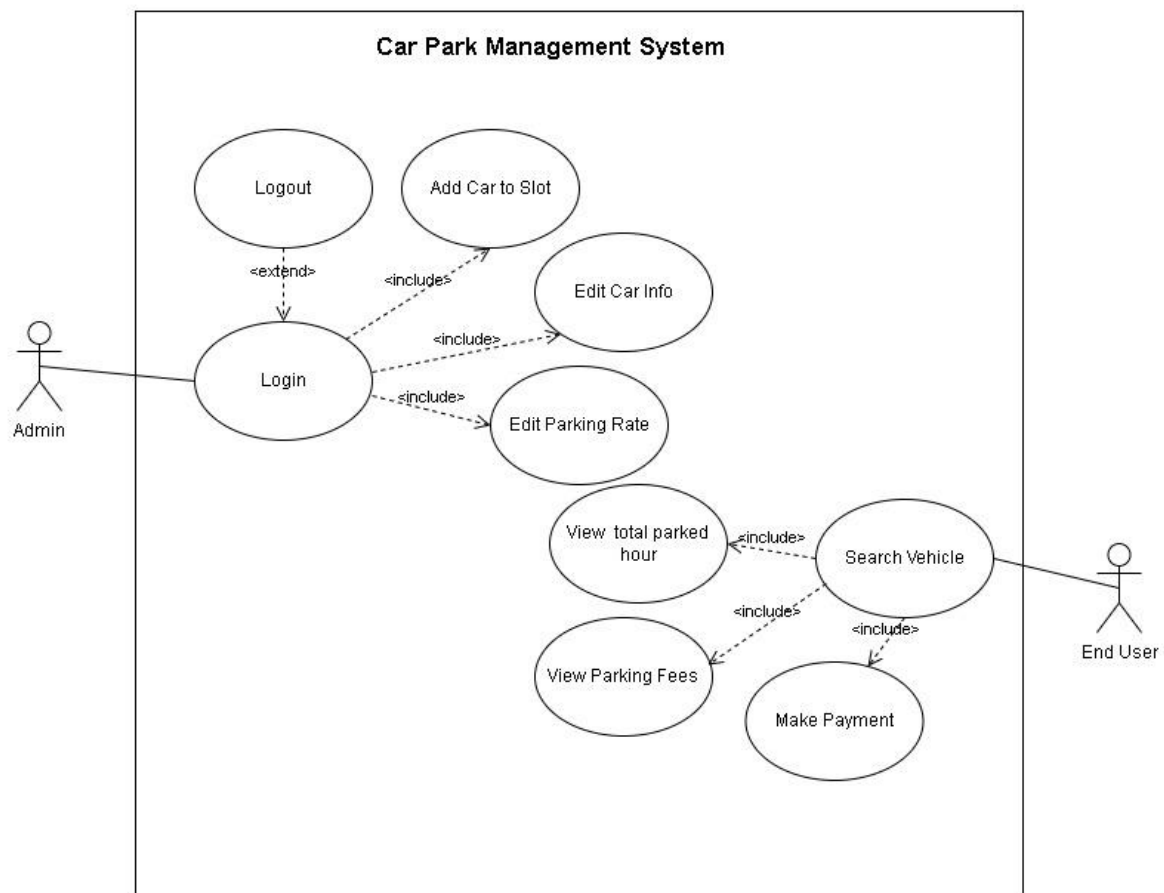 Car Park Management System
Logout
Add Car to Slot
<extend>
<include>
Edit Car Info
<include>
Login
<include>
Edit Parking Rate
Admin
View total parked
hour
<include>
Search Vehicle
<include>
<include>
View Parking Fees
Make Payment
End User